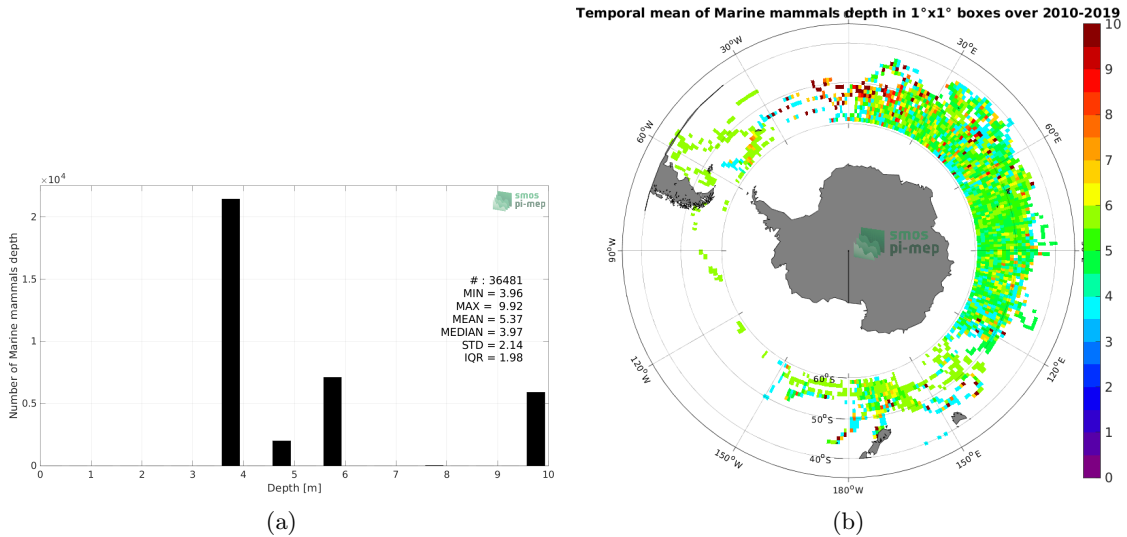 ×10⁴
2
1.5
1
0.5
0
Number of Marine mammals depth
smos
pi-mep
# : 36481
MIN = 3.96
MAX = 9.92
MEAN = 5.37
MEDIAN = 3.97
STD = 2.14
IQR = 1.98
0 1 2 3 4 5 6 7 8 9 10
Depth [m]
(a)
Temporal mean of Marine mammals depth in 1°x1° boxes over 2010-2019
30°W
30°E
60°W
60°E
90°W
smos
pi-mep
120°W
120°E
60°S
50°S
40°S
150°W
150°E
180°W
10
9
8
7
6
5
4
3
2
1
0
(b)